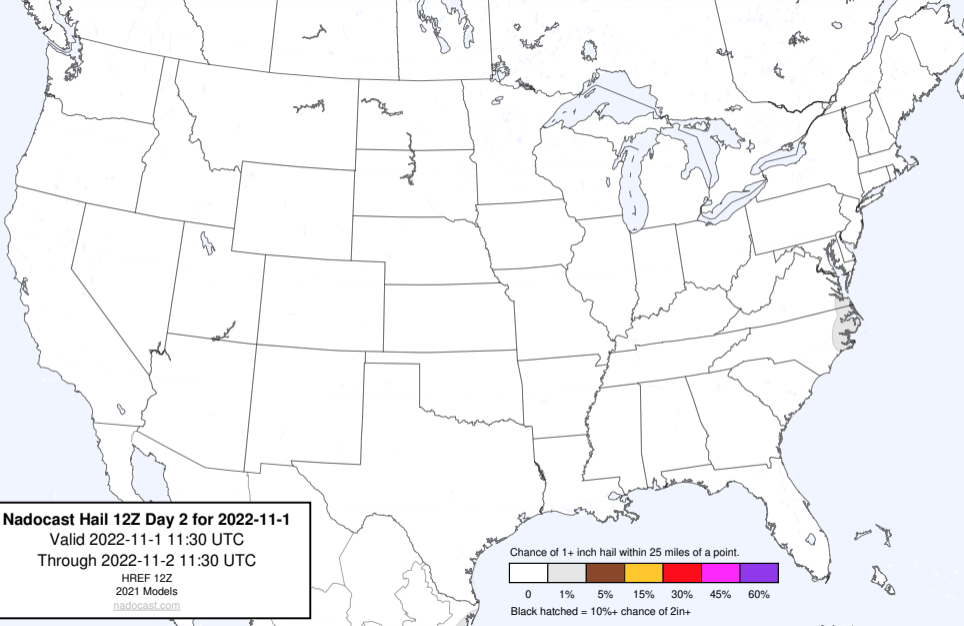 Nadocast Hail 12Z Day 2 for 2022-11-1
Valid 2022-11-1 11:30 UTC
Through 2022-11-2 11:30 UTC
HREF 12Z
2021 Models
nadocast.com
Chance of 1+ inch hail within 25 miles of a point.
0 1% 5% 15% 30% 45% 60%
Black hatched = 10%+ chance of 2in+